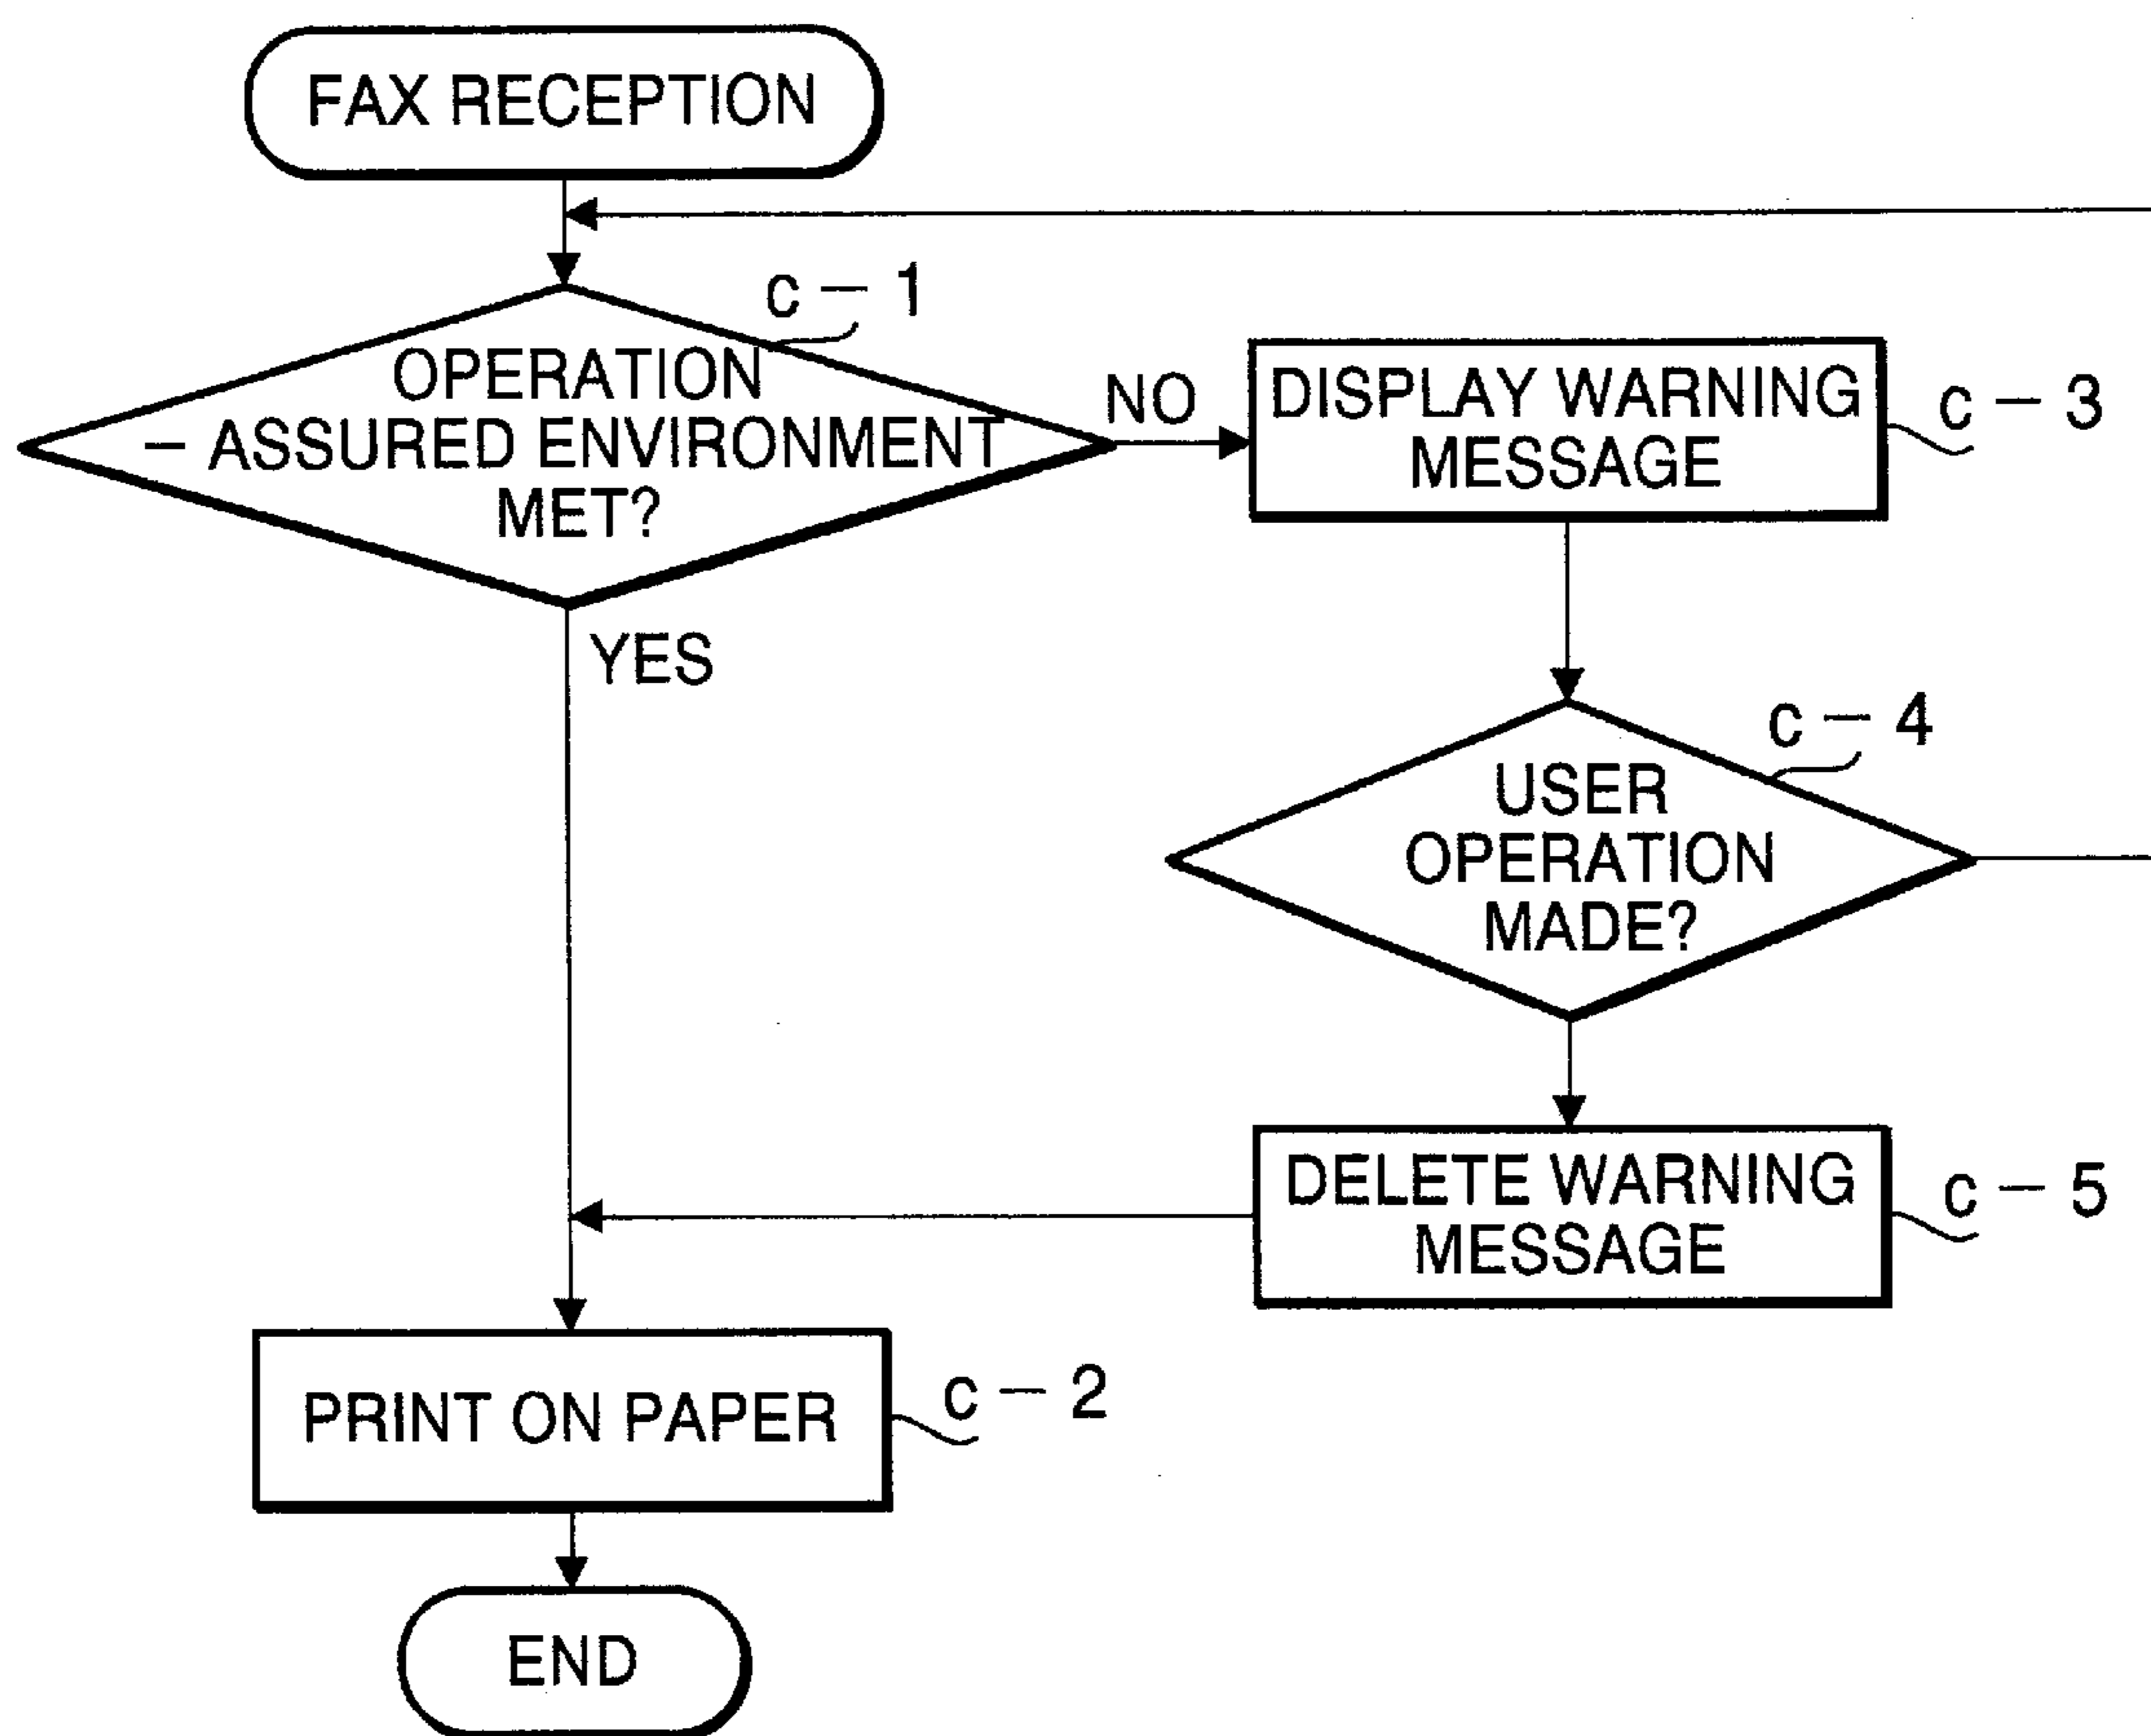 FAX RECEPTION
c – 1
OPERATION
– ASSURED ENVIRONMENT
MET?
NO
DISPLAY WARNING
MESSAGE
c – 3
YES
c – 4
USER
OPERATION
MADE?
DELETE WARNING
MESSAGE
c – 5
PRINT ON PAPER
c – 2
END